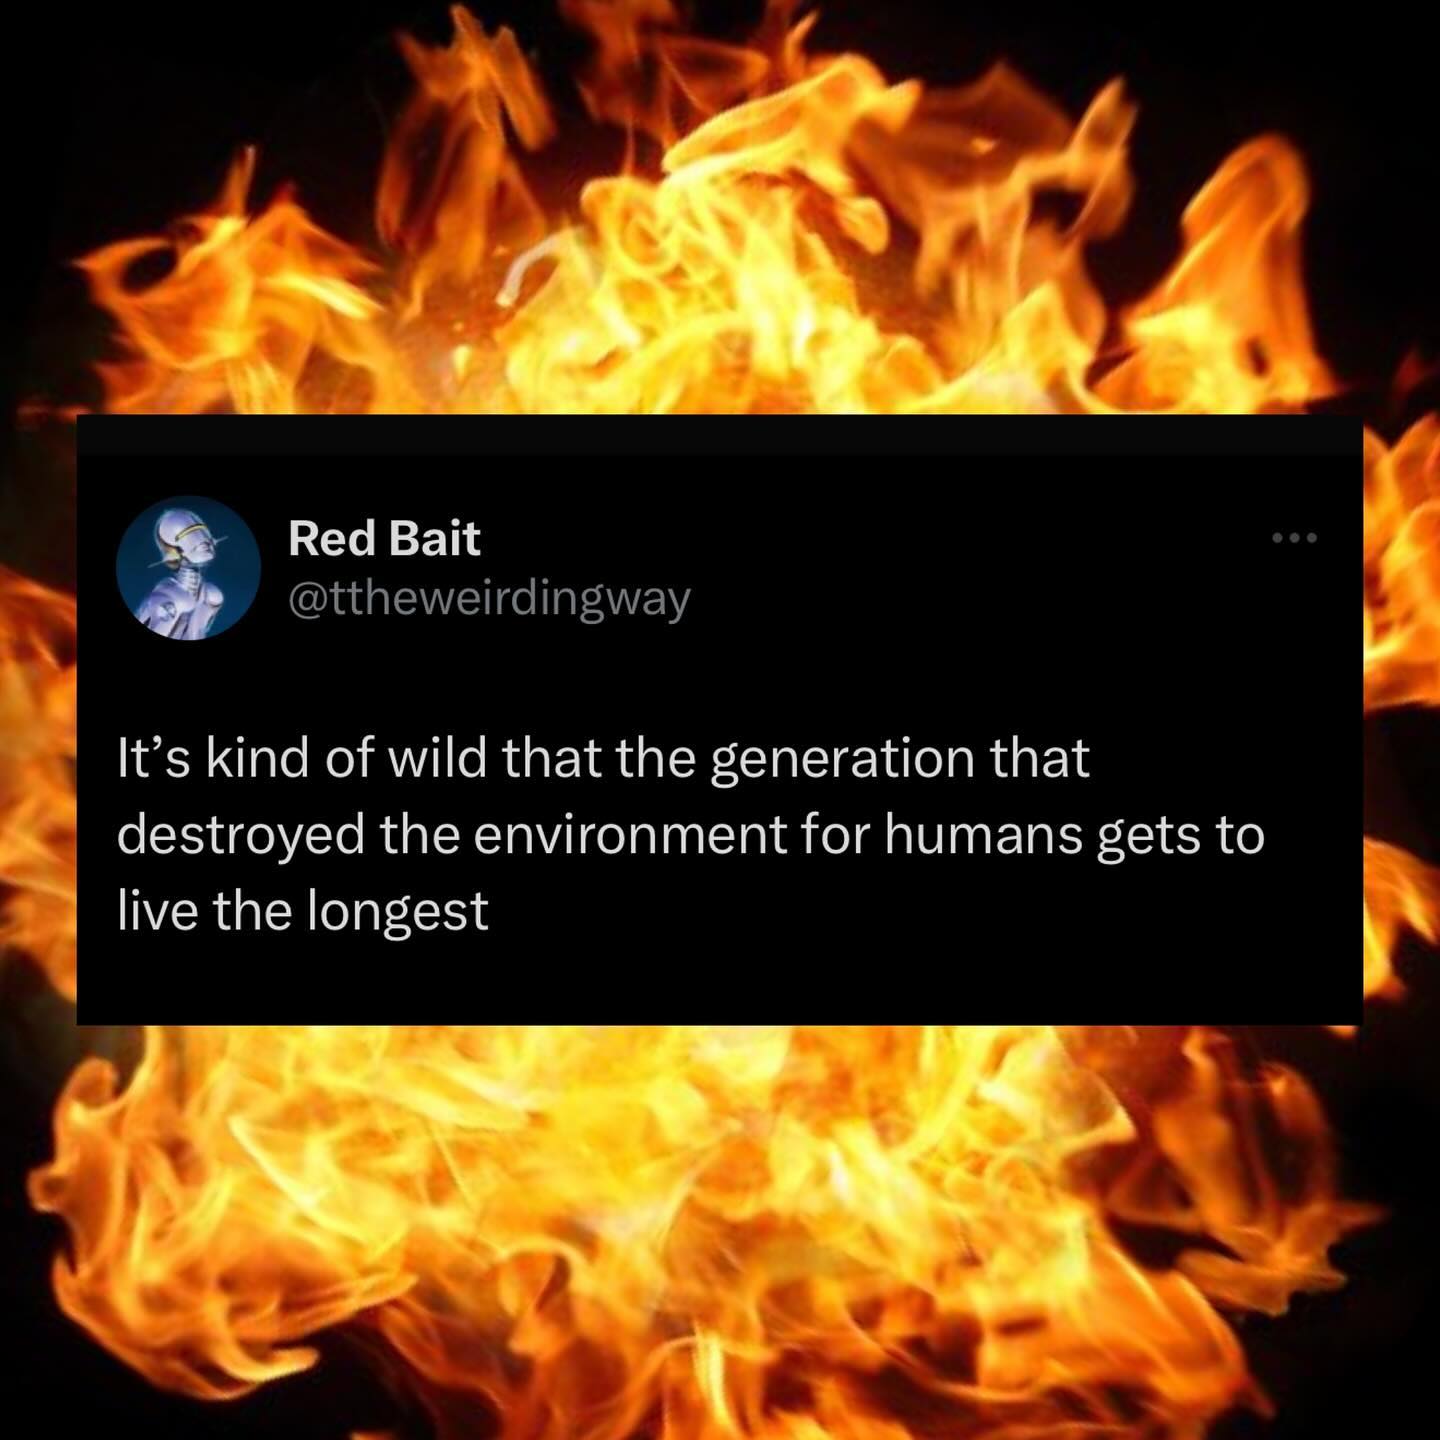 Red Bait
@ttheweirdingway
It’s kind of wild that the generation that
destroyed the environment for humans gets to
live the longest